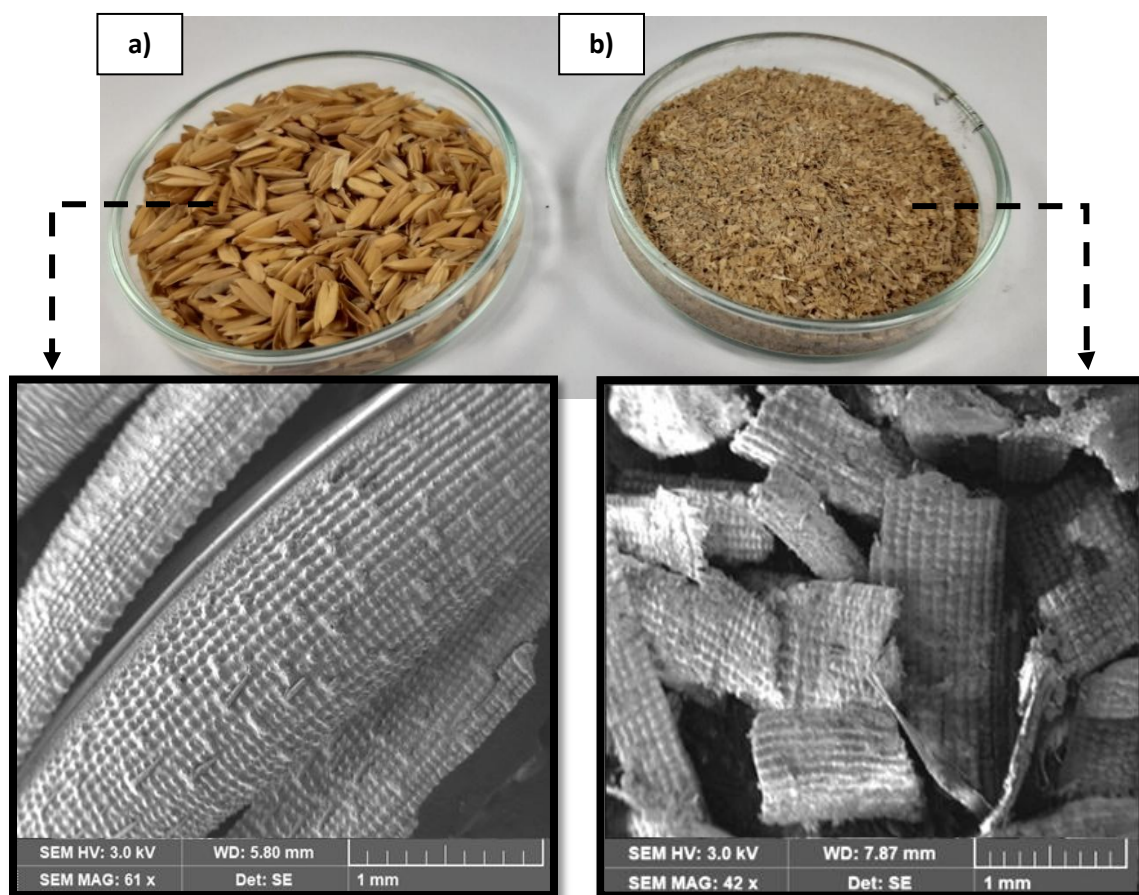 a)
b)
SEM HV: 3.0 kV
WD: 5.80 mm
SEM MAG: 61 x
Det: SE
1 mm
SEM HV: 3.0 kV
WD: 7.87 mm
SEM MAG: 42 x
Det: SE
1 mm